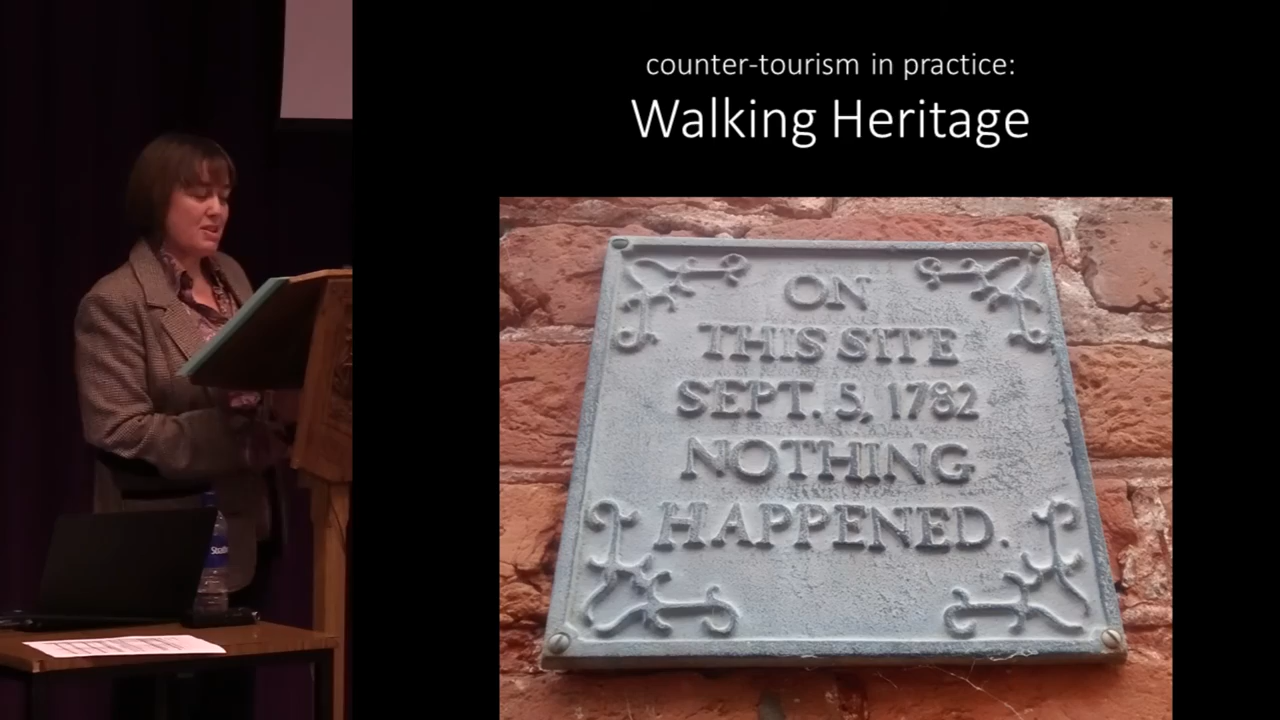 counter-tourism in practice:
Walking Heritage
ON
THIS SITE
SEPT. 5, 1782
NOTHING
HAPPENED.